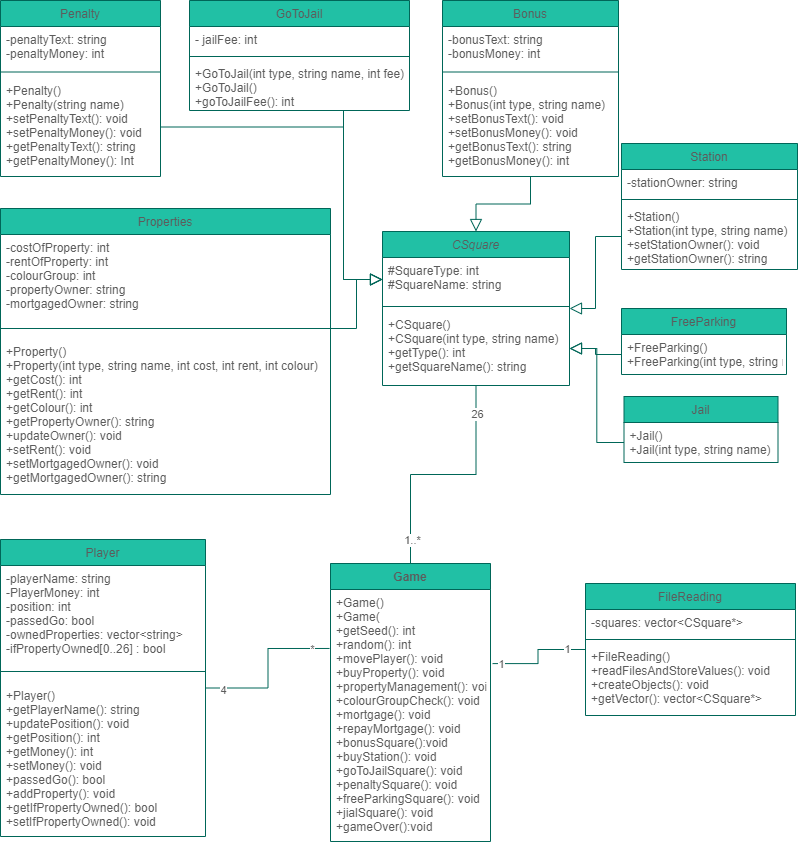 Penalty
-penaltyText: string
-penaltyMoney: int
+Penalty()
+Penalty(string name)
+setPenaltyText(): void
+setPenaltyMoney(): void
+getPenaltyText(): string
+getPenaltyMoney(): Int
GoToJail
- jailFee: int
+GoToJail(int type, string name, int fee)
+GoToJail()
+goToJailFee(): int
Bonus
-bonusText: string
-bonusMoney: int
+Bonus()
+Bonus(int type, string name)
+setBonusText(): void
+setBonusMoney(): void
+getBonusText(): string
+getBonusMoney(): int
Station
-stationOwner: string
+Station()
+Station(int type, string name)
+setStationOwner(): void
+getStationOwner(): string
Properties
-costOfProperty: int
-rentOfProperty: int
-colourGroup: int
-propertyOwner: string
-mortgagedOwner: string
+Property()
+Property(int type, string name, int cost, int rent, int colour)
+getCost(): int
+getRent(): int
+getColour(): int
+getPropertyOwner(): string
+updateOwner(): void
+setRent(): void
+setMortgagedOwner(): void
+getMortgagedOwner(): string
CSquare
#SquareType: int
#SquareName: string
+CSquare()
+CSquare(int type, string name)
+getType(): int
+getSquareName(): string
FreeParking
+FreeParking()
+FreeParking(int type, string
Jail
+Jail()
+Jail(int type, string name)
26
1..*
Player
-playerName: string
-PlayerMoney: int
-position: int
-passedGo: bool
-ownedProperties: vector<string>
-ifPropertyOwned[0..26] : bool
+Player()
+getPlayerName(): string
+updatePosition(): void
+getPosition(): int
+getMoney(): int
+setMoney(): void
+passedGo(): bool
+addProperty(): void
+getIfPropertyOwned(): bool
+setIfPropertyOwned(): void
4
*
Game
+Game()
+Game(
+getSeed(): int
+random(): int
+movePlayer(): void
+buyProperty(): void
+propertyManagement(): void
+colourGroupCheck(): void
+mortgage(): void
+repayMortgage(): void
+bonusSquare():void
+buyStation(): void
+goToJailSquare(): void
+penaltySquare(): void
+freeParkingSquare(): void
+jialSquare(): void
+gameOver():void
1
1
FileReading
-squares: vector<CSquare*>
+FileReading()
+readFilesAndStoreValues(): void
+createObjects(): void
+getVector(): vector<CSquare*>